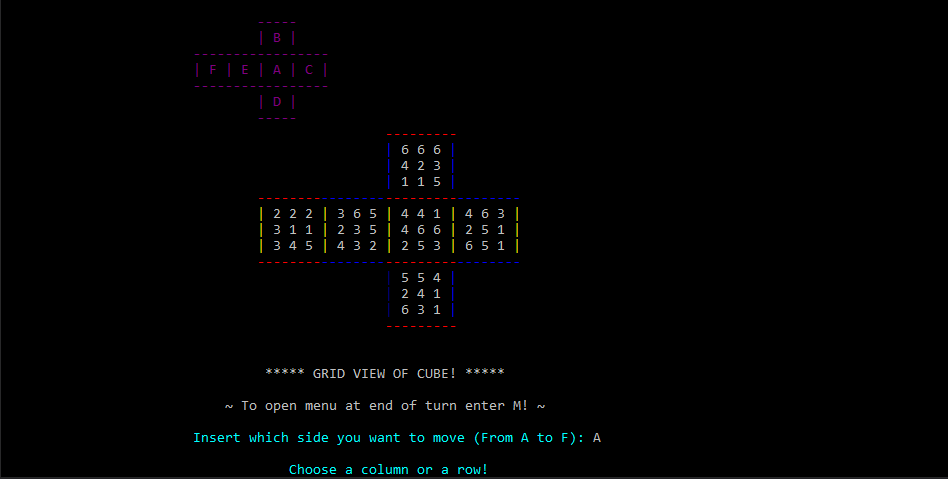 -----
| B |
-----------------
| F | E | A | C |
-----------------
| D |
-----
---------
| 6 6 6 |
| 4 2 3 |
| 1 1 5 |
---------------------------------
| 2 2 2 | 3 6 5 | 4 4 1 | 4 6 3 |
| 3 1 1 | 2 3 5 | 4 6 6 | 2 5 1 |
| 3 4 5 | 4 3 2 | 2 5 3 | 6 5 1 |
---------------------------------
| 5 5 4 |
| 2 4 1 |
| 6 3 1 |
---------
***** GRID VIEW OF CUBE! *****
~ To open menu at end of turn enter M! ~
Insert which side you want to move (From A to F): A
Choose a column or a row!